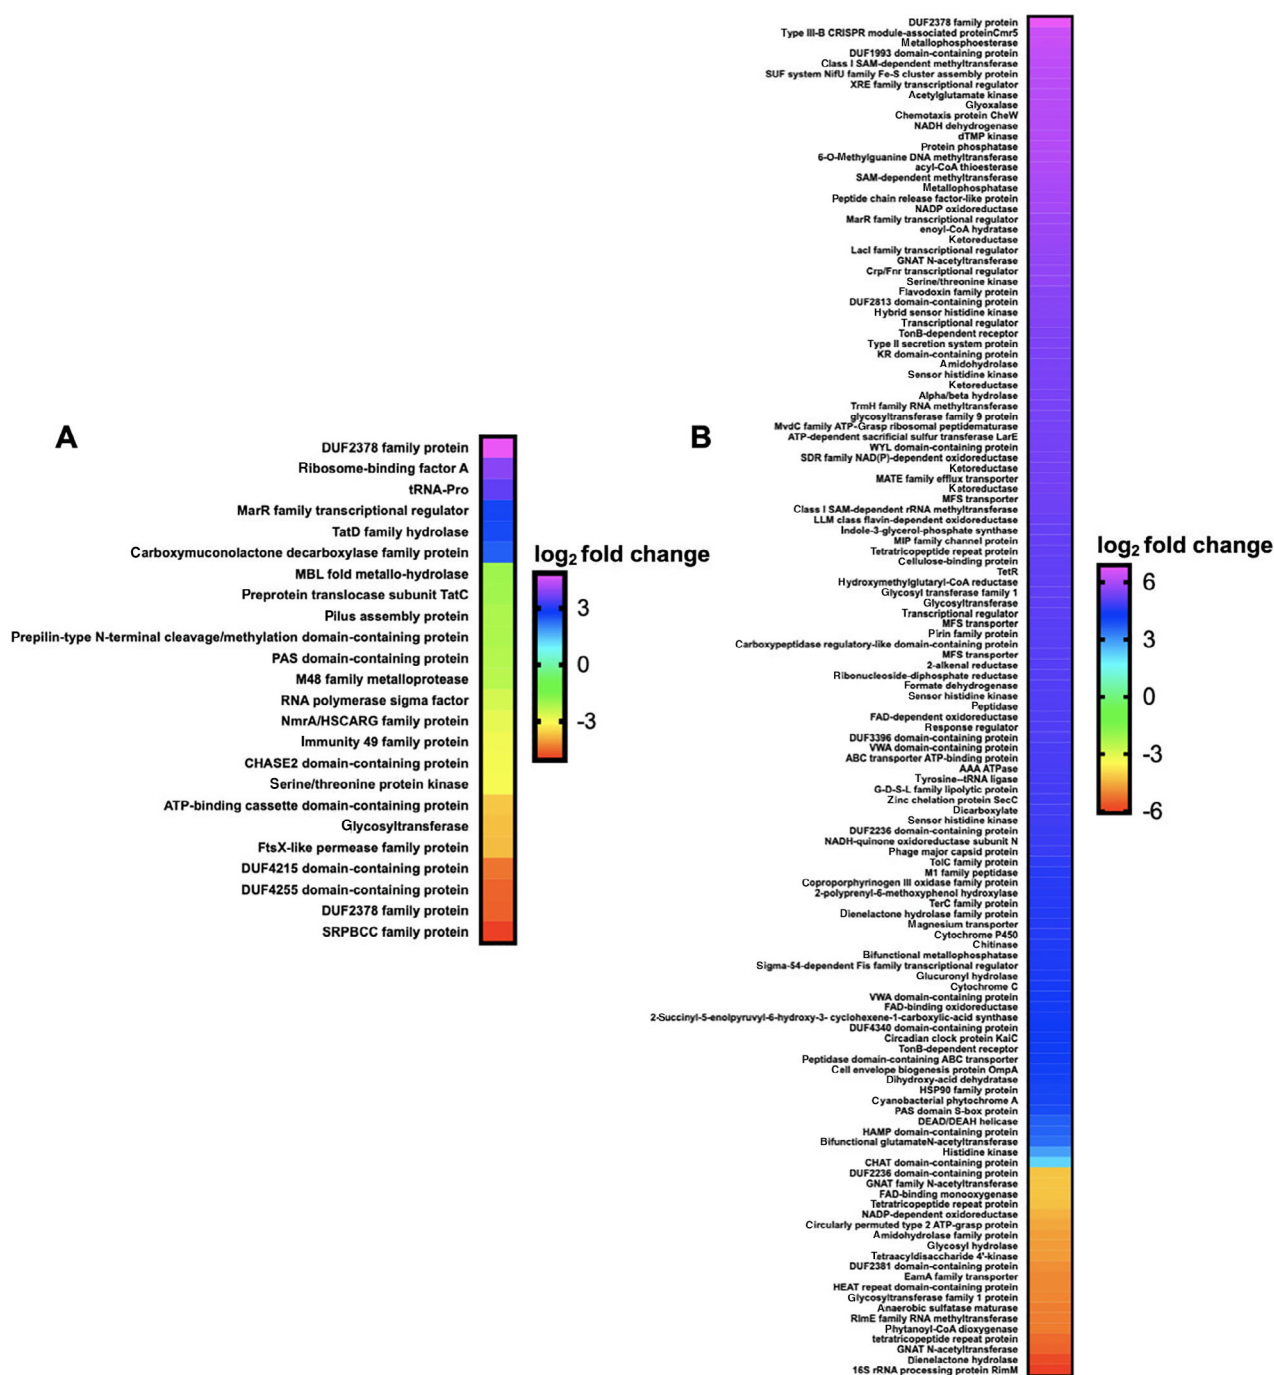 A
DUF2378 family protein
Ribosome-binding factor A
tRNA-Pro
MarR family transcriptional regulator
TatD family hydrolase
Carboxymuconolactone decarboxylase family protein
MBL fold metallo-hydrolase
Preprotein translocase subunit TatC
Pilus assembly protein
Prepilin-type N-terminal cleavage/methylation domain-containing protein
PAS domain-containing protein
M48 family metalloprotease
RNA polymerase sigma factor
NmrA/HSCARG family protein
Immunity 49 family protein
CHASE2 domain-containing protein
Serine/threonine protein kinase
ATP-binding cassette domain-containing protein
Glycosyltransferase
FtsX-like permease family protein
DUF4215 domain-containing protein
DUF4255 domain-containing protein
DUF2378 family protein
SRPBCC family protein
log2 fold change
3
0
-3
B
DUF2378 family protein
Type III-B CRISPR module-associated proteinCmr5
Metallophosphoesterase
DUF1993 domain-containing protein
Class I SAM-dependent methyltransferase
SUF system NifU family Fe-S cluster assembly protein
XRE family transcriptional regulator
Acetylglutamate kinase
Glyoxalase
Chemotaxis protein CheW
NADH dehydrogenase
dTMP kinase
Protein phosphatase
6-O-Methylguanine DNA methyltransferase
acyl-CoA thioesterase
SAM-dependent methyltransferase
Metallophosphatase
Peptide chain release factor-like protein
NADP oxidoreductase
MarR family transcriptional regulator
enoyl-CoA hydratase
Ketoreductase
LacI family transcriptional regulator
GNAT N-acetyltransferase
Crp/Fnr transcriptional regulator
Serine/threonine kinase
Flavodoxin family protein
DUF2813 domain-containing protein
Hybrid sensor histidine kinase
Transcriptional regulator
TonB-dependent receptor
Type II secretion system protein
KR domain-containing protein
Amidohydrolase
Sensor histidine kinase
Ketoreductase
Alpha/beta hydrolase
TrmH family RNA methyltransferase
glycosyltransferase family 9 protein
MvdC family ATP-Grasp ribosomal peptidematurase
ATP-dependent sacrificial sulfur transferase LarE
WYL domain-containing protein
SDR family NAD(P)-dependent oxidoreductase
Ketoreductase
MATE family efflux transporter
Ketoreductase
MFS transporter
Class I SAM-dependent rRNA methyltransferase
LLM class flavin-dependent oxidoreductase
Indole-3-glycerol-phosphate synthase
MIP family channel protein
Tetratricopeptide repeat protein
Cellulose-binding protein
TetR
Hydroxymethylglutaryl-CoA reductase
Glycosyl transferase family 1
Glycosyltransferase
Transcriptional regulator
MFS transporter
Pirin family protein
Carboxypeptidase regulatory-like domain-containing protein
MFS transporter
2-alkenal reductase
Ribonucleoside-diphosphate reductase
Formate dehydrogenase
Sensor histidine kinase
Peptidase
FAD-dependent oxidoreductase
Response regulator
DUF3396 domain-containing protein
VWA domain-containing protein
ABC transporter ATP-binding protein
AAA ATPase
Tyrosine--tRNA ligase
G-D-S-L family lipolytic protein
Zinc chelation protein SecC
Dicarboxylate
Sensor histidine kinase
DUF2236 domain-containing protein
NADH-quinone oxidoreductase subunit N
Phage major capsid protein
TolC family protein
M1 family peptidase
Coproporphyrinogen III oxidase family protein
2-polyprenyl-6-methoxyphenol hydroxylase
TerC family protein
Dienelactone hydrolase family protein
Magnesium transporter
Cytochrome P450
Chitinase
Bifunctional metallophosphatase
Sigma-54-dependent Fis family transcriptional regulator
Glucuronyl hydrolase
Cytochrome C
VWA domain-containing protein
FAD-binding oxidoreductase
2-Succinyl-5-enolpyruvyl-6-hydroxy-3- cyclohexene-1-carboxylic-acid synthase
DUF4340 domain-containing protein
Circadian clock protein KaiC
TonB-dependent receptor
Peptidase domain-containing ABC transporter
Cell envelope biogenesis protein OmpA
Dihydroxy-acid dehydratase
HSP90 family protein
Cyanobacterial phytochrome A
PAS domain S-box protein
DEAD/DEAH helicase
HAMP domain-containing protein
Bifunctional glutamateN-acetyltransferase
Histidine kinase
CHAT domain-containing protein
DUF2236 domain-containing protein
GNAT family N-acetyltransferase
FAD-binding monooxygenase
Tetratricopeptide repeat protein
NADP-dependent oxidoreductase
Circularly permuted type 2 ATP-grasp protein
Amidohydrolase family protein
Glycosyl hydrolase
Tetraacyldisaccharide 4'-kinase
DUF2381 domain-containing protein
EamA family transporter
HEAT repeat domain-containing protein
Glycosyltransferase family 1 protein
Anaerobic sulfatase maturase
RlmE family RNA methyltransferase
Phytanoyl-CoA dioxygenase
tetratricopeptide repeat protein
GNAT N-acetyltransferase
Dienelactone hydrolase
16S rRNA processing protein RimM
log2 fold change
6
3
0
-3
-6